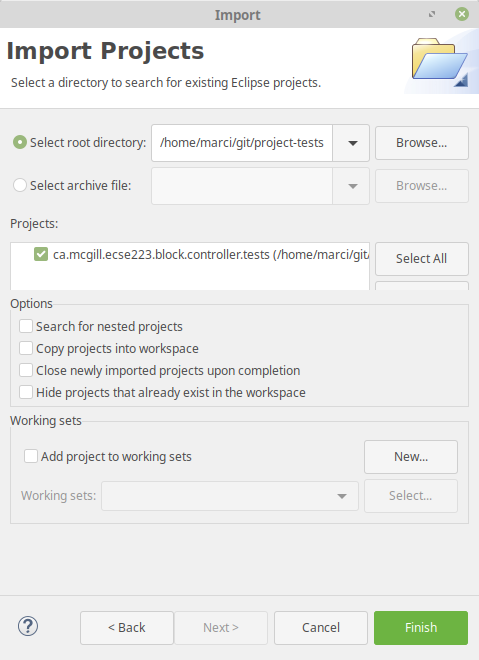 Import
Import Projects
Select a directory to search for existing Eclipse projects.
Select root directory: /home/marci/git/project-tests Browse...
Select archive file: Browse...
Projects:
ca.mcgill.ecse223.block.controller.tests (/home/marci/git/ Select All
Options
Search for nested projects
Copy projects into workspace
Close newly imported projects upon completion
Hide projects that already exist in the workspace
Working sets
Add project to working sets New...
Working sets: Select...
? < Back Next > Cancel Finish